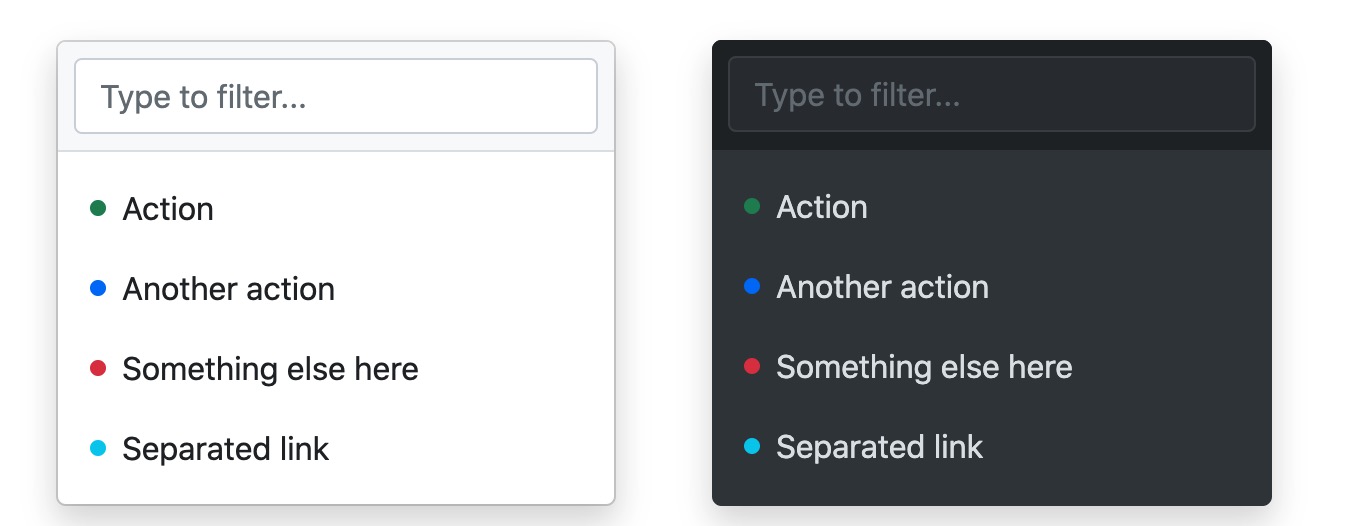 Type to filter...
Action
Another action
Something else here
Separated link
Type to filter...
Action
Another action
Something else here
Separated link